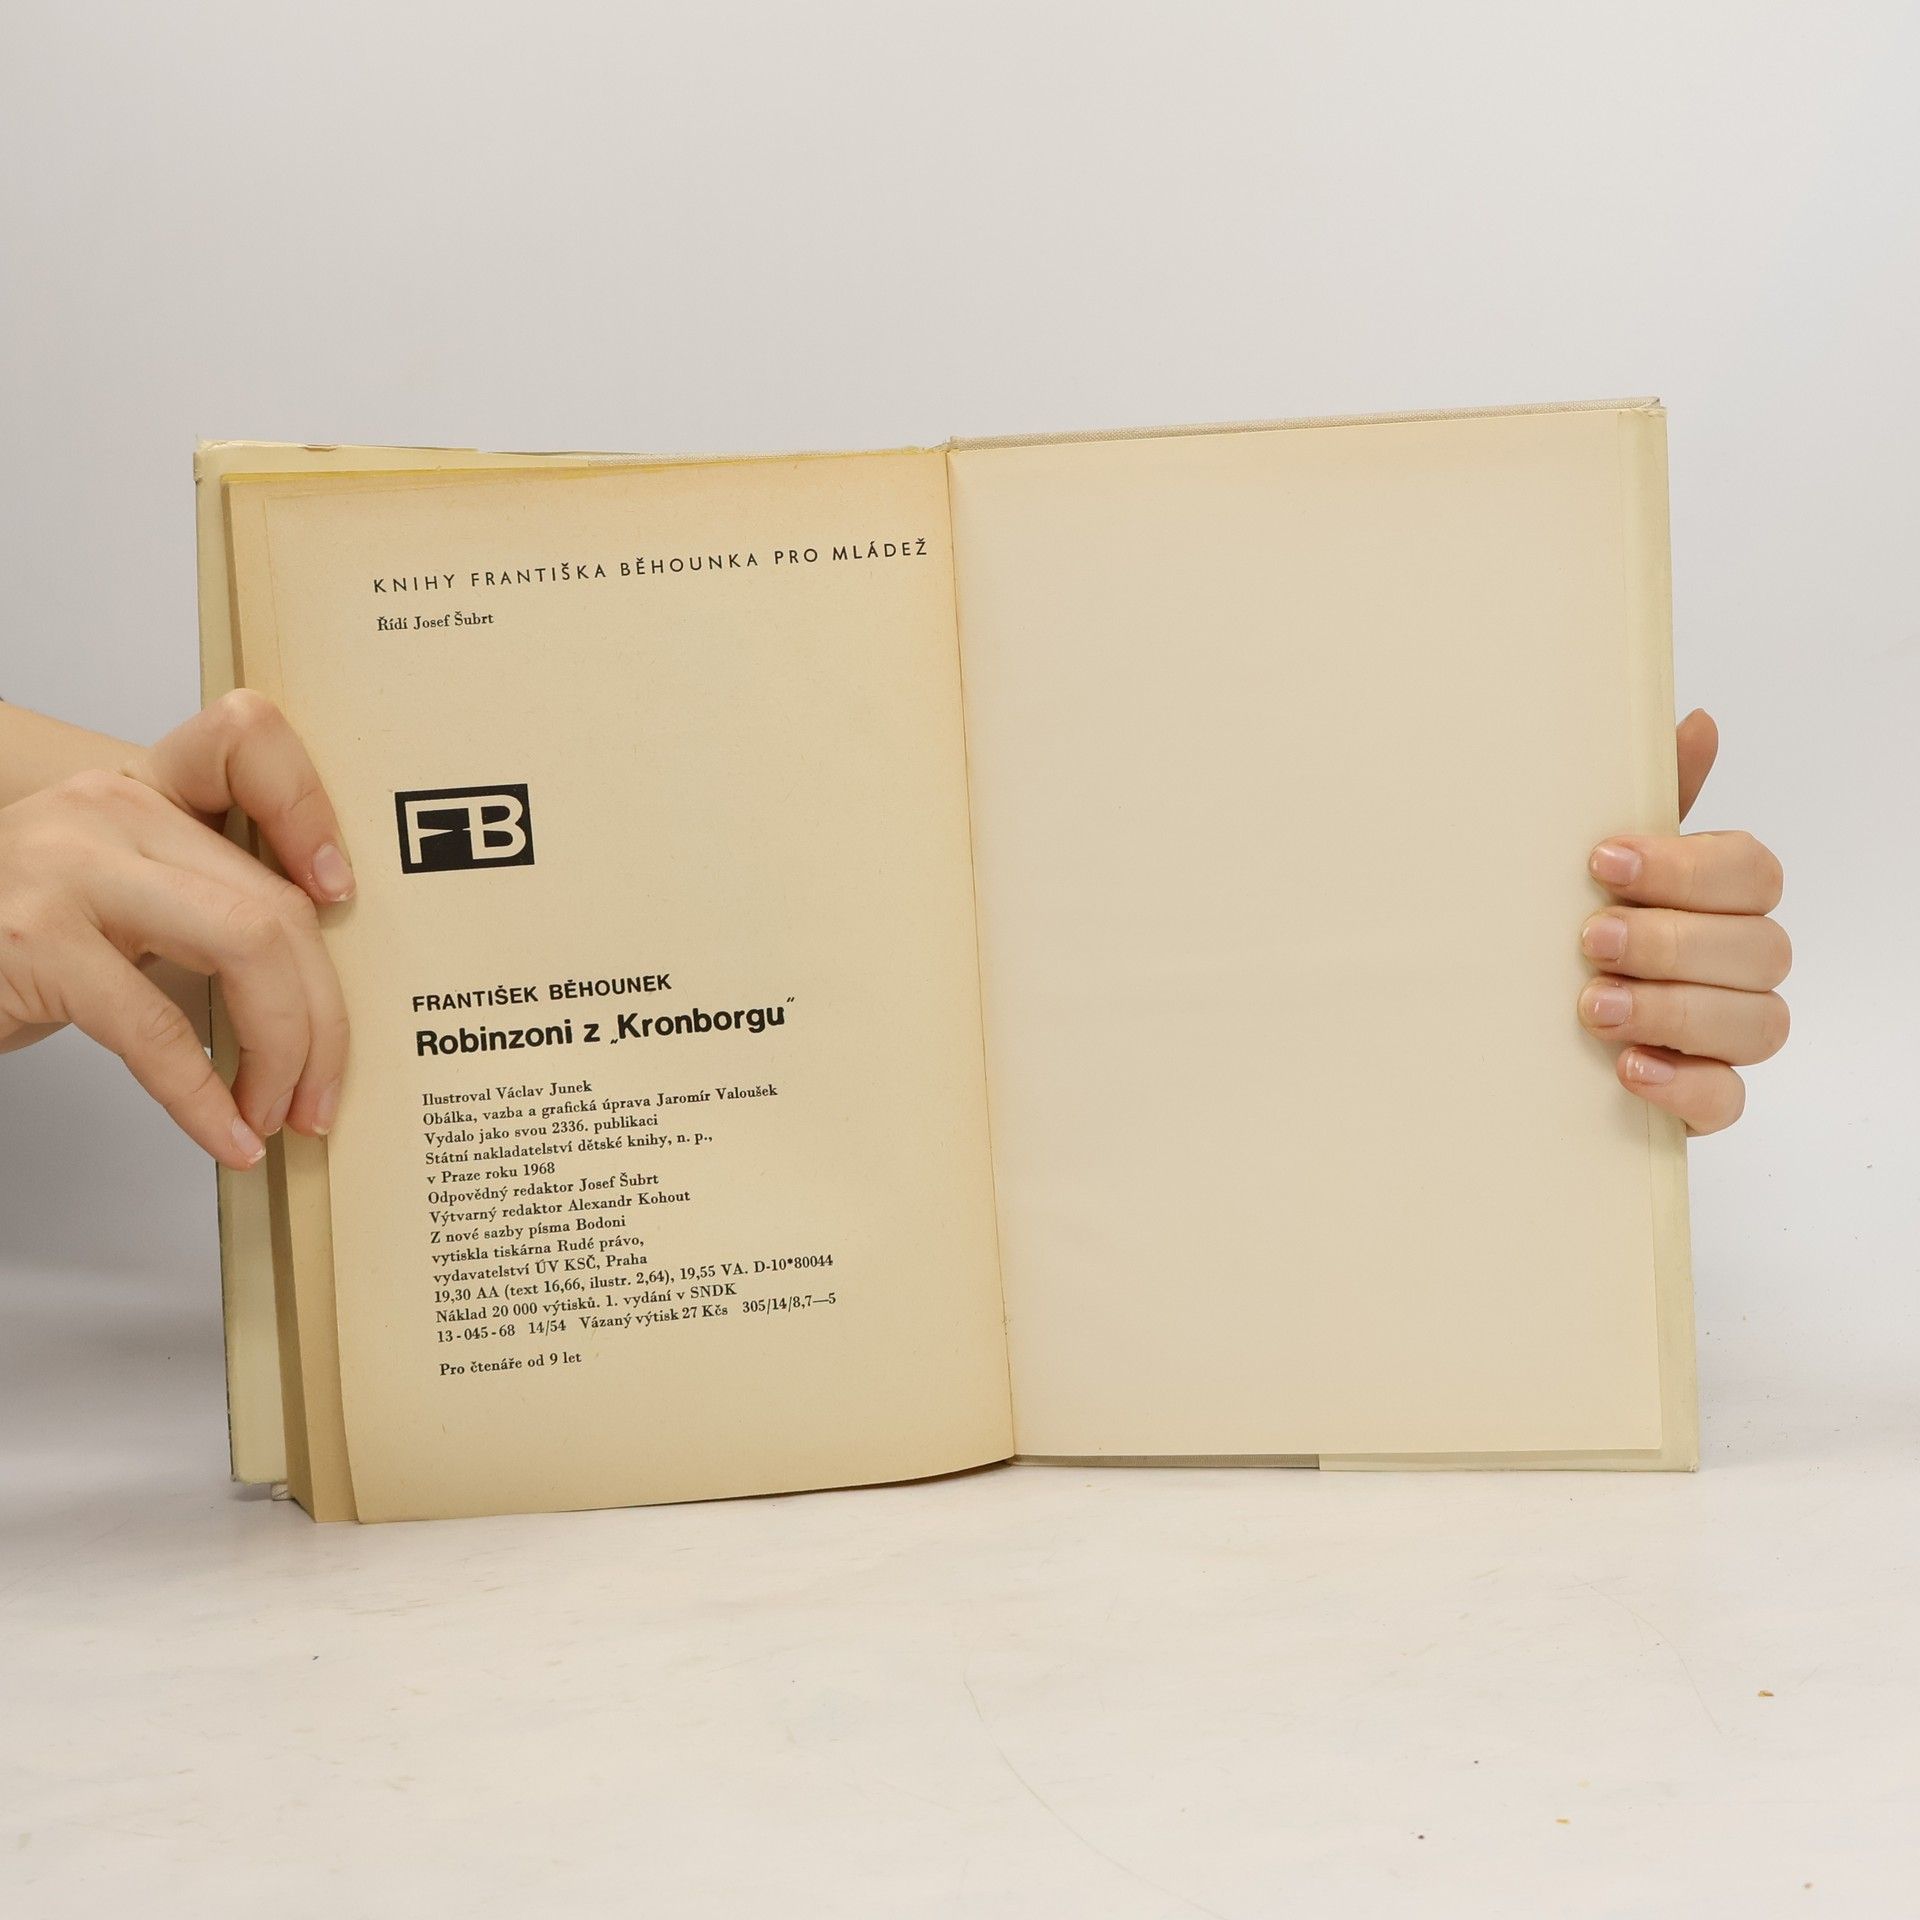 KNIHY FRANTIŠKA BĚHOUNKA PRO MLÁDEŽ
Řídí Josef Šubrt
FB
FRANTIŠEK BĚHOUNEK
Robinzoni z „Kronborgu“
Ilustroval Václav Junek
Obálka, vazba a grafická úprava Jaromír Valoušek
Vydalo jako svou 2336. publikaci
Státní nakladatelství dětské knihy, n. p.,
v Praze roku 1968
Odpovědný redaktor Josef Šubrt
Výtvarný redaktor Alexandr Kohout
Z nové sazby písma Bodoni
vytiskla tiskárna Rudé právo,
vydavatelství ÚV KSČ, Praha
19,30 AA (text 16,66, ilustr. 2,64), 19,55 VA. D-10*80044
Náklad 20 000 výtisků. 1. vydání v SNDK
13-045-68 14/54 Vázaný výtisk 27 Kčs 305/14/8,7—5
Pro čtenáře od 9 let